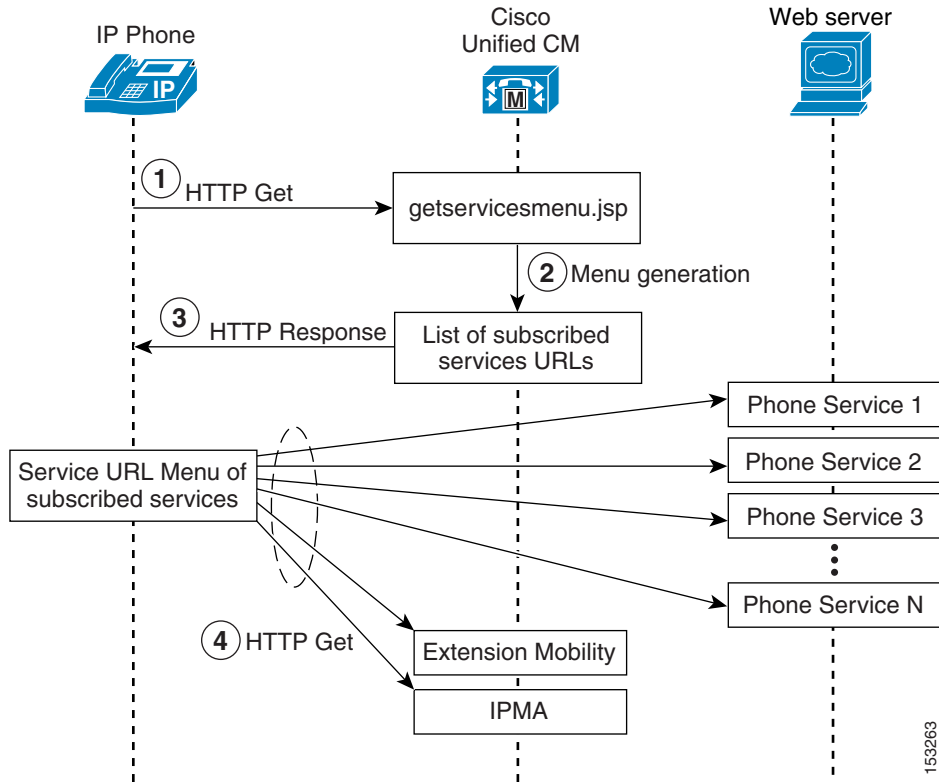 IP Phone
Cisco
Unified CM
Web server
IP
M
1
HTTP Get
getservicesmenu.jsp
2
Menu generation
3
HTTP Response
List of subscribed
services URLs
Phone Service 1
Service URL Menu of
subscribed services
Phone Service 2
Phone Service 3
Phone Service N
4
HTTP Get
Extension Mobility
IPMA
153263